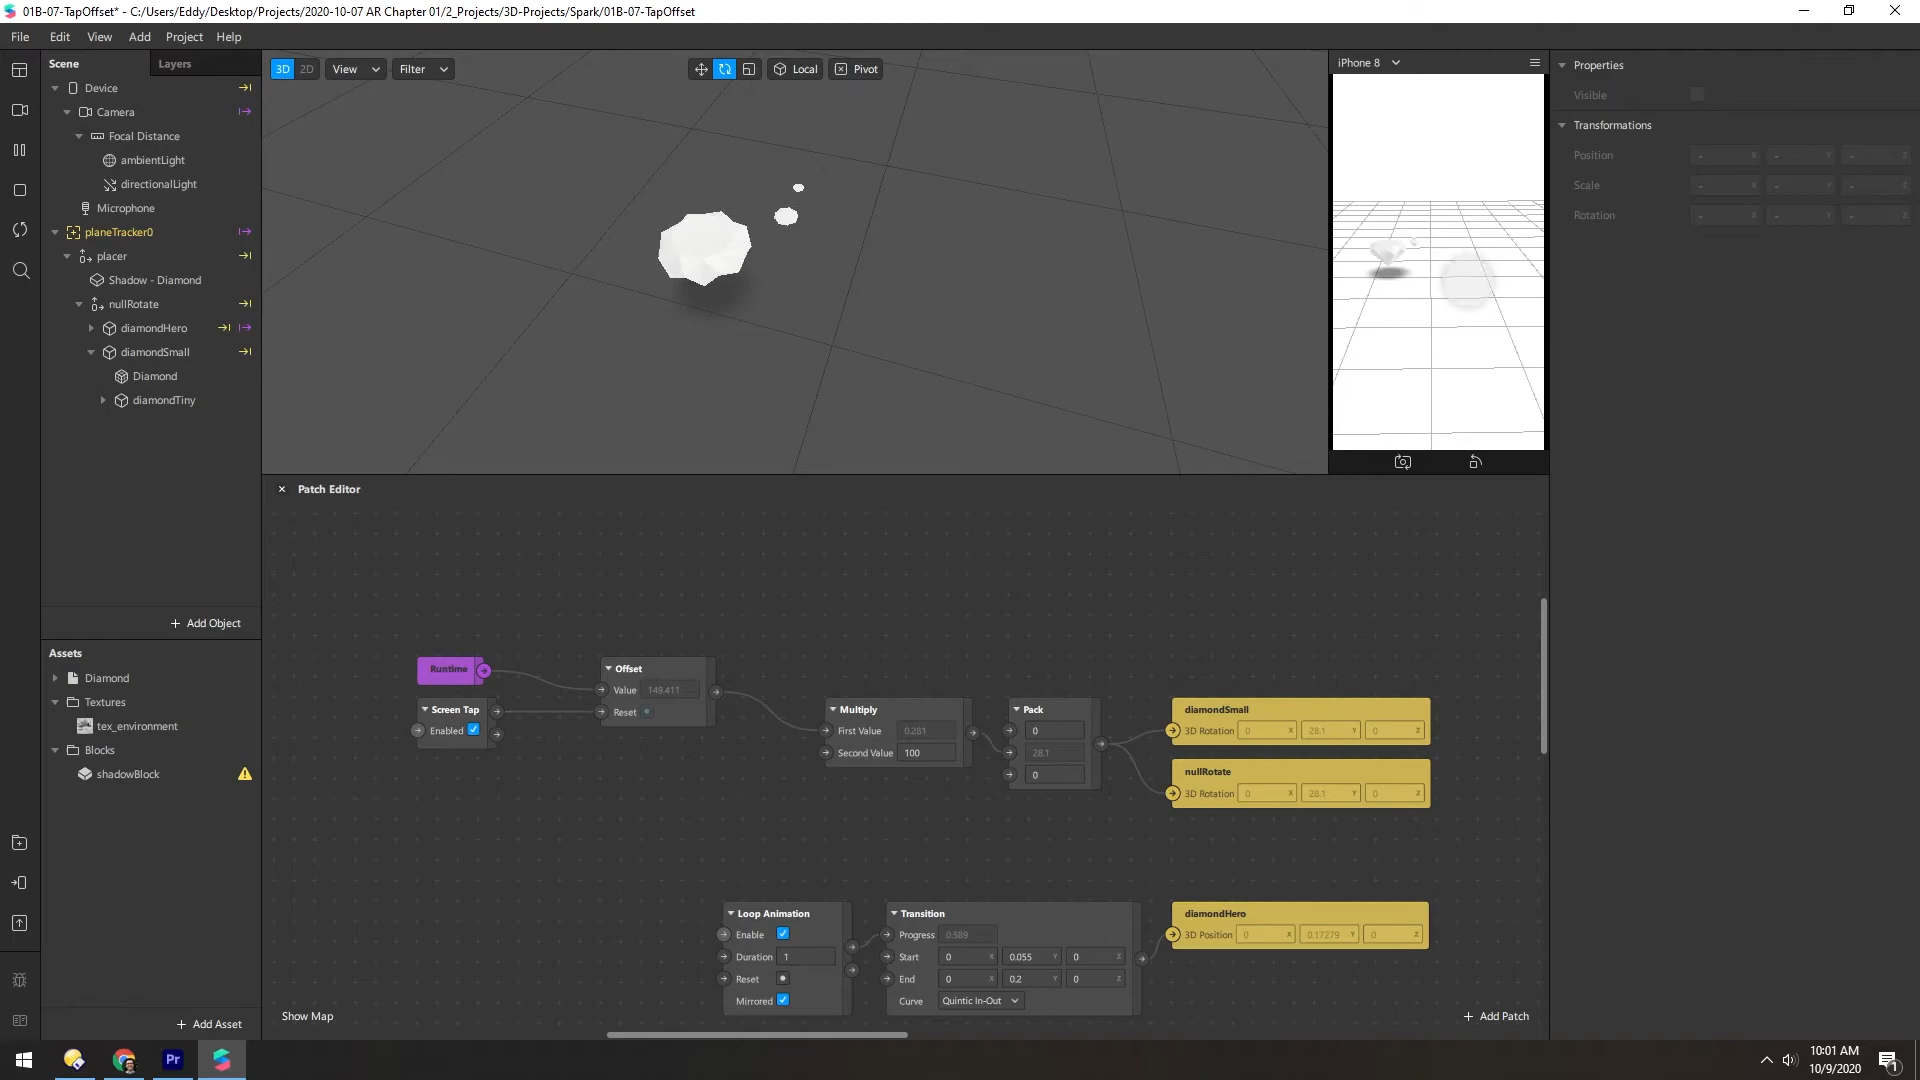 01B-07-TapOffset* - C:/Users/Eddy/Desktop/Projects/2020-10-07 AR Chapter 01/2_Projects/3D-Projects/Spark/01B-07-TapOffset
File Edit View Add Project Help
Scene Layers
Device
Camera
Focal Distance
ambientLight
directionalLight
Microphone
planeTracker0
placer
Shadow - Diamond
nullRotate
diamondHero
diamondSmall
Diamond
diamondTiny
+ Add Object
Assets
Diamond
Textures
tex_environment
Blocks
shadowBlock
+ Add Asset
3D 2D View Filter Local Pivot
iPhone 8
Properties
Visible
Transformations
Position - X - Y - Z
Scale - X - Y - Z
Rotation - X - Y - Z
Patch Editor
Runtime
Screen Tap
Enabled
Offset
Value 149.411
Reset
Multiply
First Value 0.281
Second Value 100
Pack
0
28.1
0
diamondSmall
3D Rotation 0 X 28.1 Y 0 Z
nullRotate
3D Rotation 0 X 28.1 Y 0 Z
Loop Animation
Enable
Duration 1
Reset
Mirrored
Transition
Progress 0.589
Start 0 X 0.055 Y 0 Z
End 0 X 0.2 Y 0 Z
Curve Quintic In-Out
diamondHero
3D Position 0 X 0.17279 Y 0 Z
Show Map
+ Add Patch
Pr
10:01 AM
10/9/2020
1